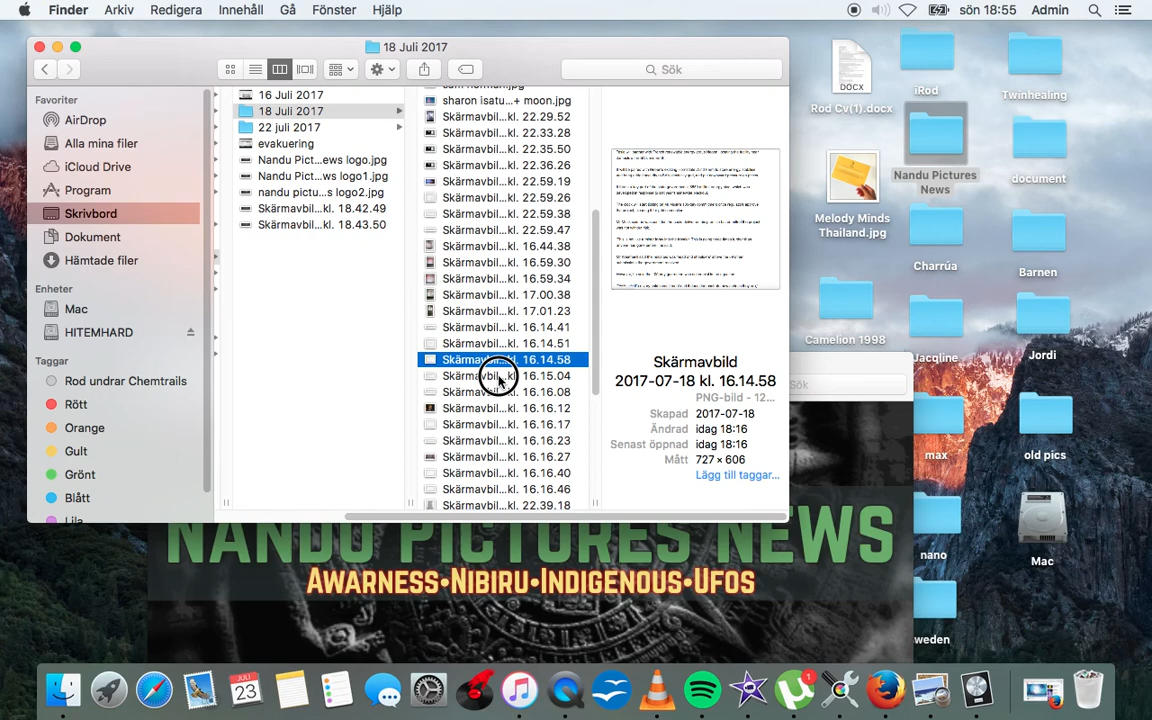 Finder Arkiv Redigera Innehåll Gå Fönster Hjälp sön 18:55 Admin
18 Juli 2017
Sök
Favoriter
AirDrop
Alla mina filer
iCloud Drive
Program
Skrivbord
Dokument
Hämtade filer
Enheter
Mac
HITEMHARD
Taggar
Rod undrar Chemtrails
Rött
Orange
Gult
Grönt
Blått
Lila
16 Juli 2017
18 Juli 2017
22 juli 2017
evakuering
Nandu Pict...ews logo.jpg
Nandu Pict...ws logo1.jpg
nandu pictu...s logo2.jpg
Skärmavbil...kl. 18.42.49
Skärmavbil...kl. 18.43.50
sharon isatu...+ moon.jpg
Skärmavbil...kl. 22.29.52
Skärmavbil...kl. 22.33.28
Skärmavbil...kl. 22.35.50
Skärmavbil...kl. 22.36.26
Skärmavbil...kl. 22.59.19
Skärmavbil...kl. 22.59.26
Skärmavbil...kl. 22.59.38
Skärmavbil...kl. 22.59.47
Skärmavbil...kl. 16.44.38
Skärmavbil...kl. 16.59.30
Skärmavbil...kl. 16.59.34
Skärmavbil...kl. 17.00.38
Skärmavbil...kl. 17.01.23
Skärmavbil...kl. 16.14.41
Skärmavbil...kl. 16.14.51
Skärmavbil...kl. 16.14.58
Skärmavbil...kl. 16.15.04
Skärmavbil...kl. 16.16.08
Skärmavbil...kl. 16.16.12
Skärmavbil...kl. 16.16.17
Skärmavbil...kl. 16.16.23
Skärmavbil...kl. 16.16.27
Skärmavbil...kl. 16.16.40
Skärmavbil...kl. 16.16.46
Skärmavbil...kl. 22.39.18
Skärmavbild
2017-07-18 kl. 16.14.58
PNG-bild - 12...
Skapad 2017-07-18
Ändrad idag 18:16
Senast öppnad idag 18:16
Mått 727 × 606
Lägg till taggar...
Rod Cv(1).docx
DOCX
iRod
Twinhealing
Nandu Pictures
News
document
Melody Minds
Thailand.jpg
Charrúa
Barnen
Camelion 1998
Jacqline
Jordi
Sök
max
old pics
nano
Mac
weden
NANDU PICTURES NEWS
AWARNESS•NIBIRU•INDIGENOUS•UFOS
JULI
23
1